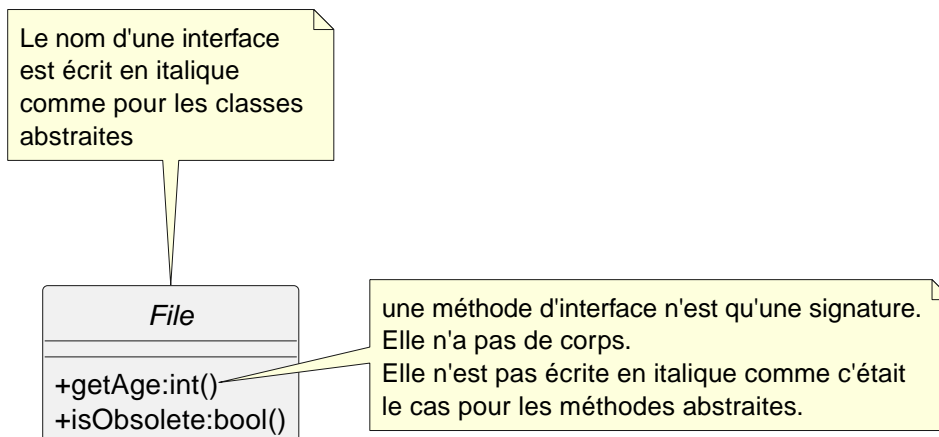 Le nom d'une interface
est écrit en italique
comme pour les classes
abstraites
File
+getAge:int()
+isObsolete:bool()
une méthode d'interface n'est qu'une signature.
Elle n'a pas de corps.
Elle n'est pas écrite en italique comme c'était
le cas pour les méthodes abstraites.